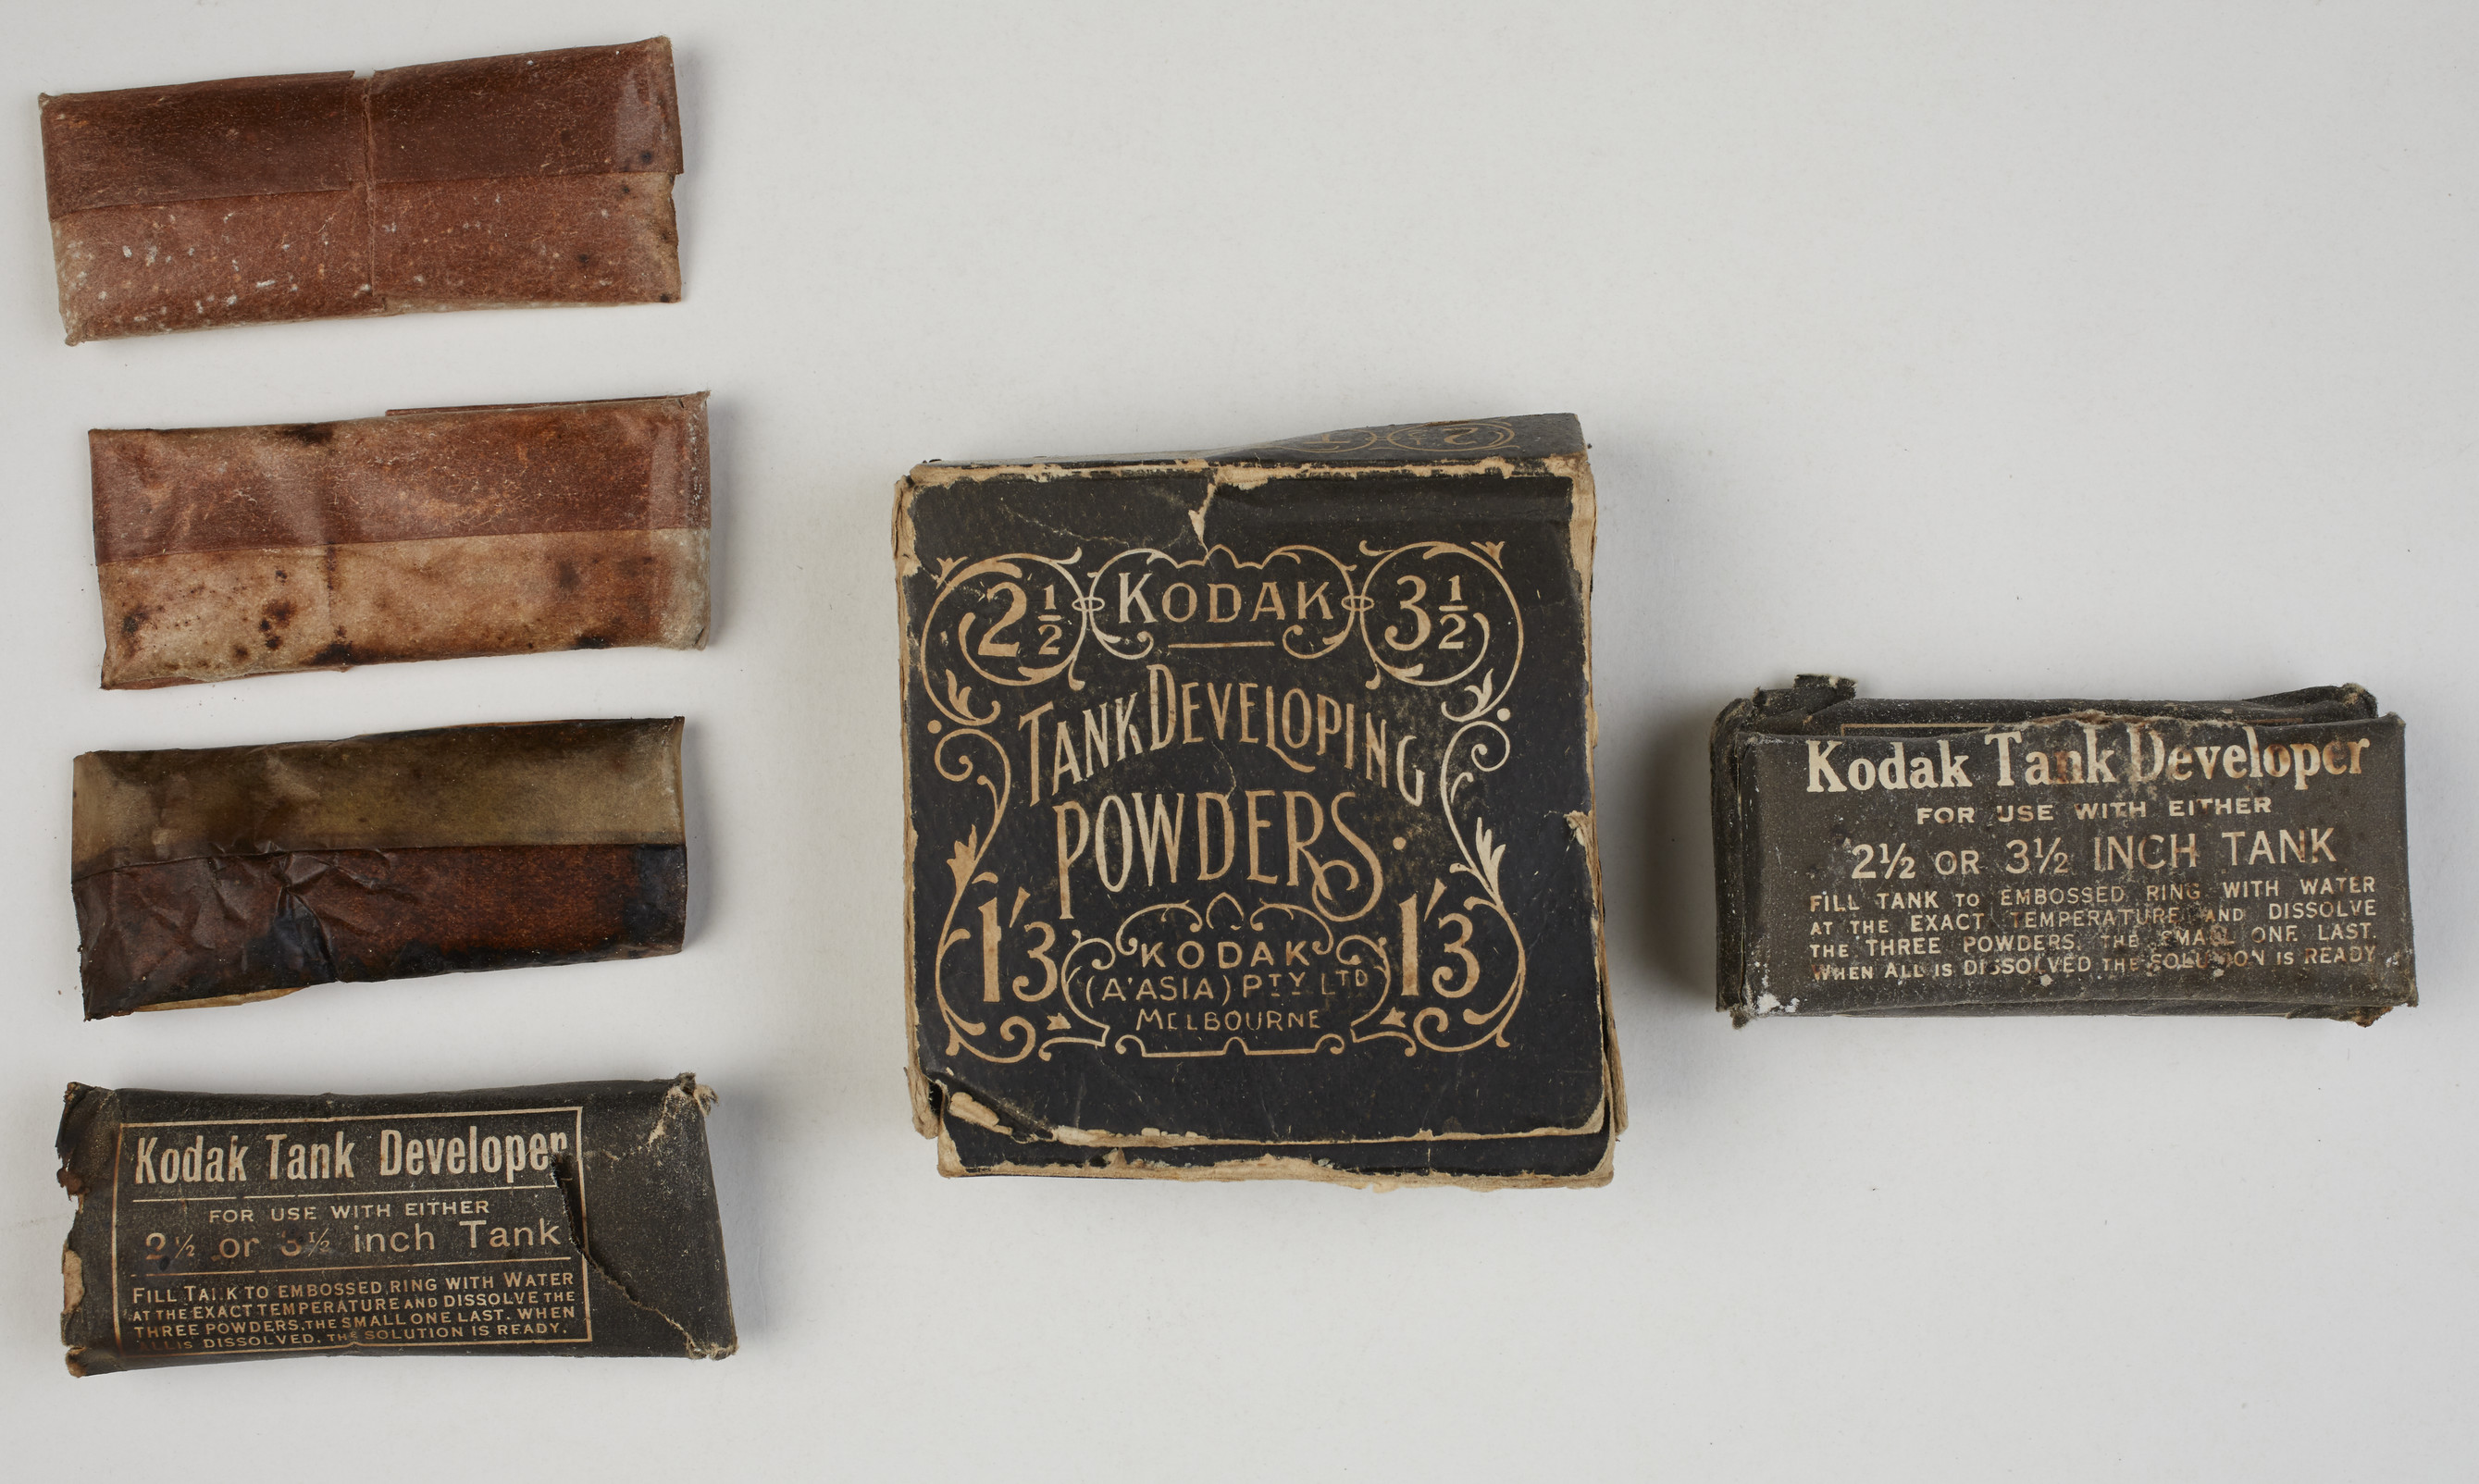 2½ KODAK 3½
TANK DEVELOPING
POWDERS
1'3 KODAK 1'3
(A'ASIA) PTY LTD
MELBOURNE
Kodak Tank Developer
FOR USE WITH EITHER
2½ OR 3½ INCH TANK
FILL TANK TO EMBOSSED RING WITH WATER
AT THE EXACT TEMPERATURE AND DISSOLVE
THE THREE POWDERS, THE SMALL ONE LAST.
WHEN ALL IS DISSOLVED THE SOLUTION IS READY
Kodak Tank Developer
FOR USE WITH EITHER
2½ or 3½ inch Tank
FILL TANK TO EMBOSSED RING WITH WATER
AT THE EXACT TEMPERATURE AND DISSOLVE THE
THREE POWDERS, THE SMALL ONE LAST. WHEN
ALL IS DISSOLVED, THE SOLUTION IS READY.